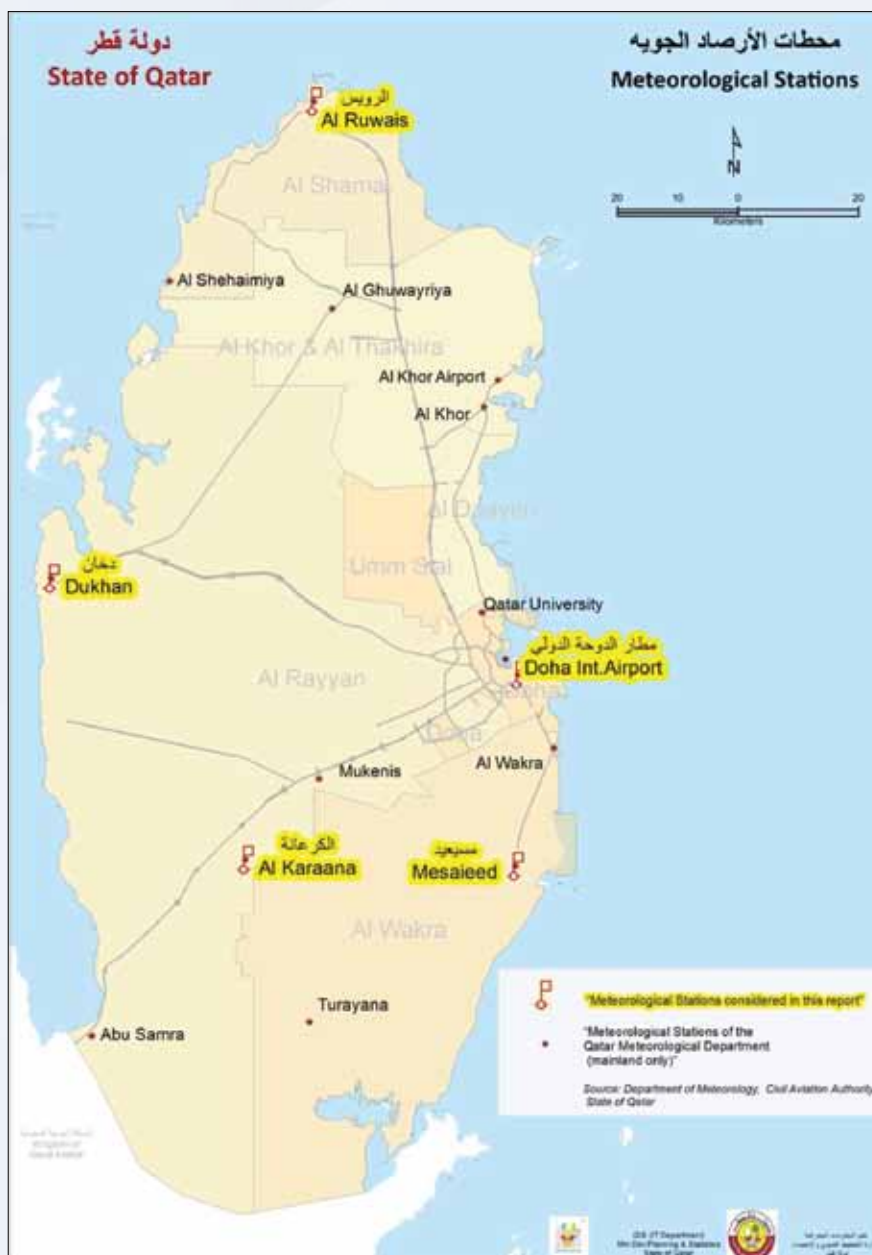 دولة قطر
State of Qatar
محطات الأرصاد الجويه
Meteorological Stations
N
20 10 0 20
Kilometers
الرويس
Al Ruwais
Al Shamal
Al Shehaimiya
Al Ghuwayriya
Al Khor & Al Thakhira
Al Khor Airport
Al Khor
Al Daayen
Umm Slal
دخان
Dukhan
Qatar University
مطار الدوحة الدولي
Doha Int.Airport
Al Rayyan
Doha
Al Wakra
Mukenis
الكرعانة
Al Karaana
مسيعيد
Mesaieed
Al Wakra
Turayana
Abu Samra
"Meteorological Stations considered in this report"
"Meteorological Stations of the
Qatar Meteorological Department
(mainland only)"
Source: Department of Meteorology, Civil Aviation Authority
State of Qatar
State of Qatar